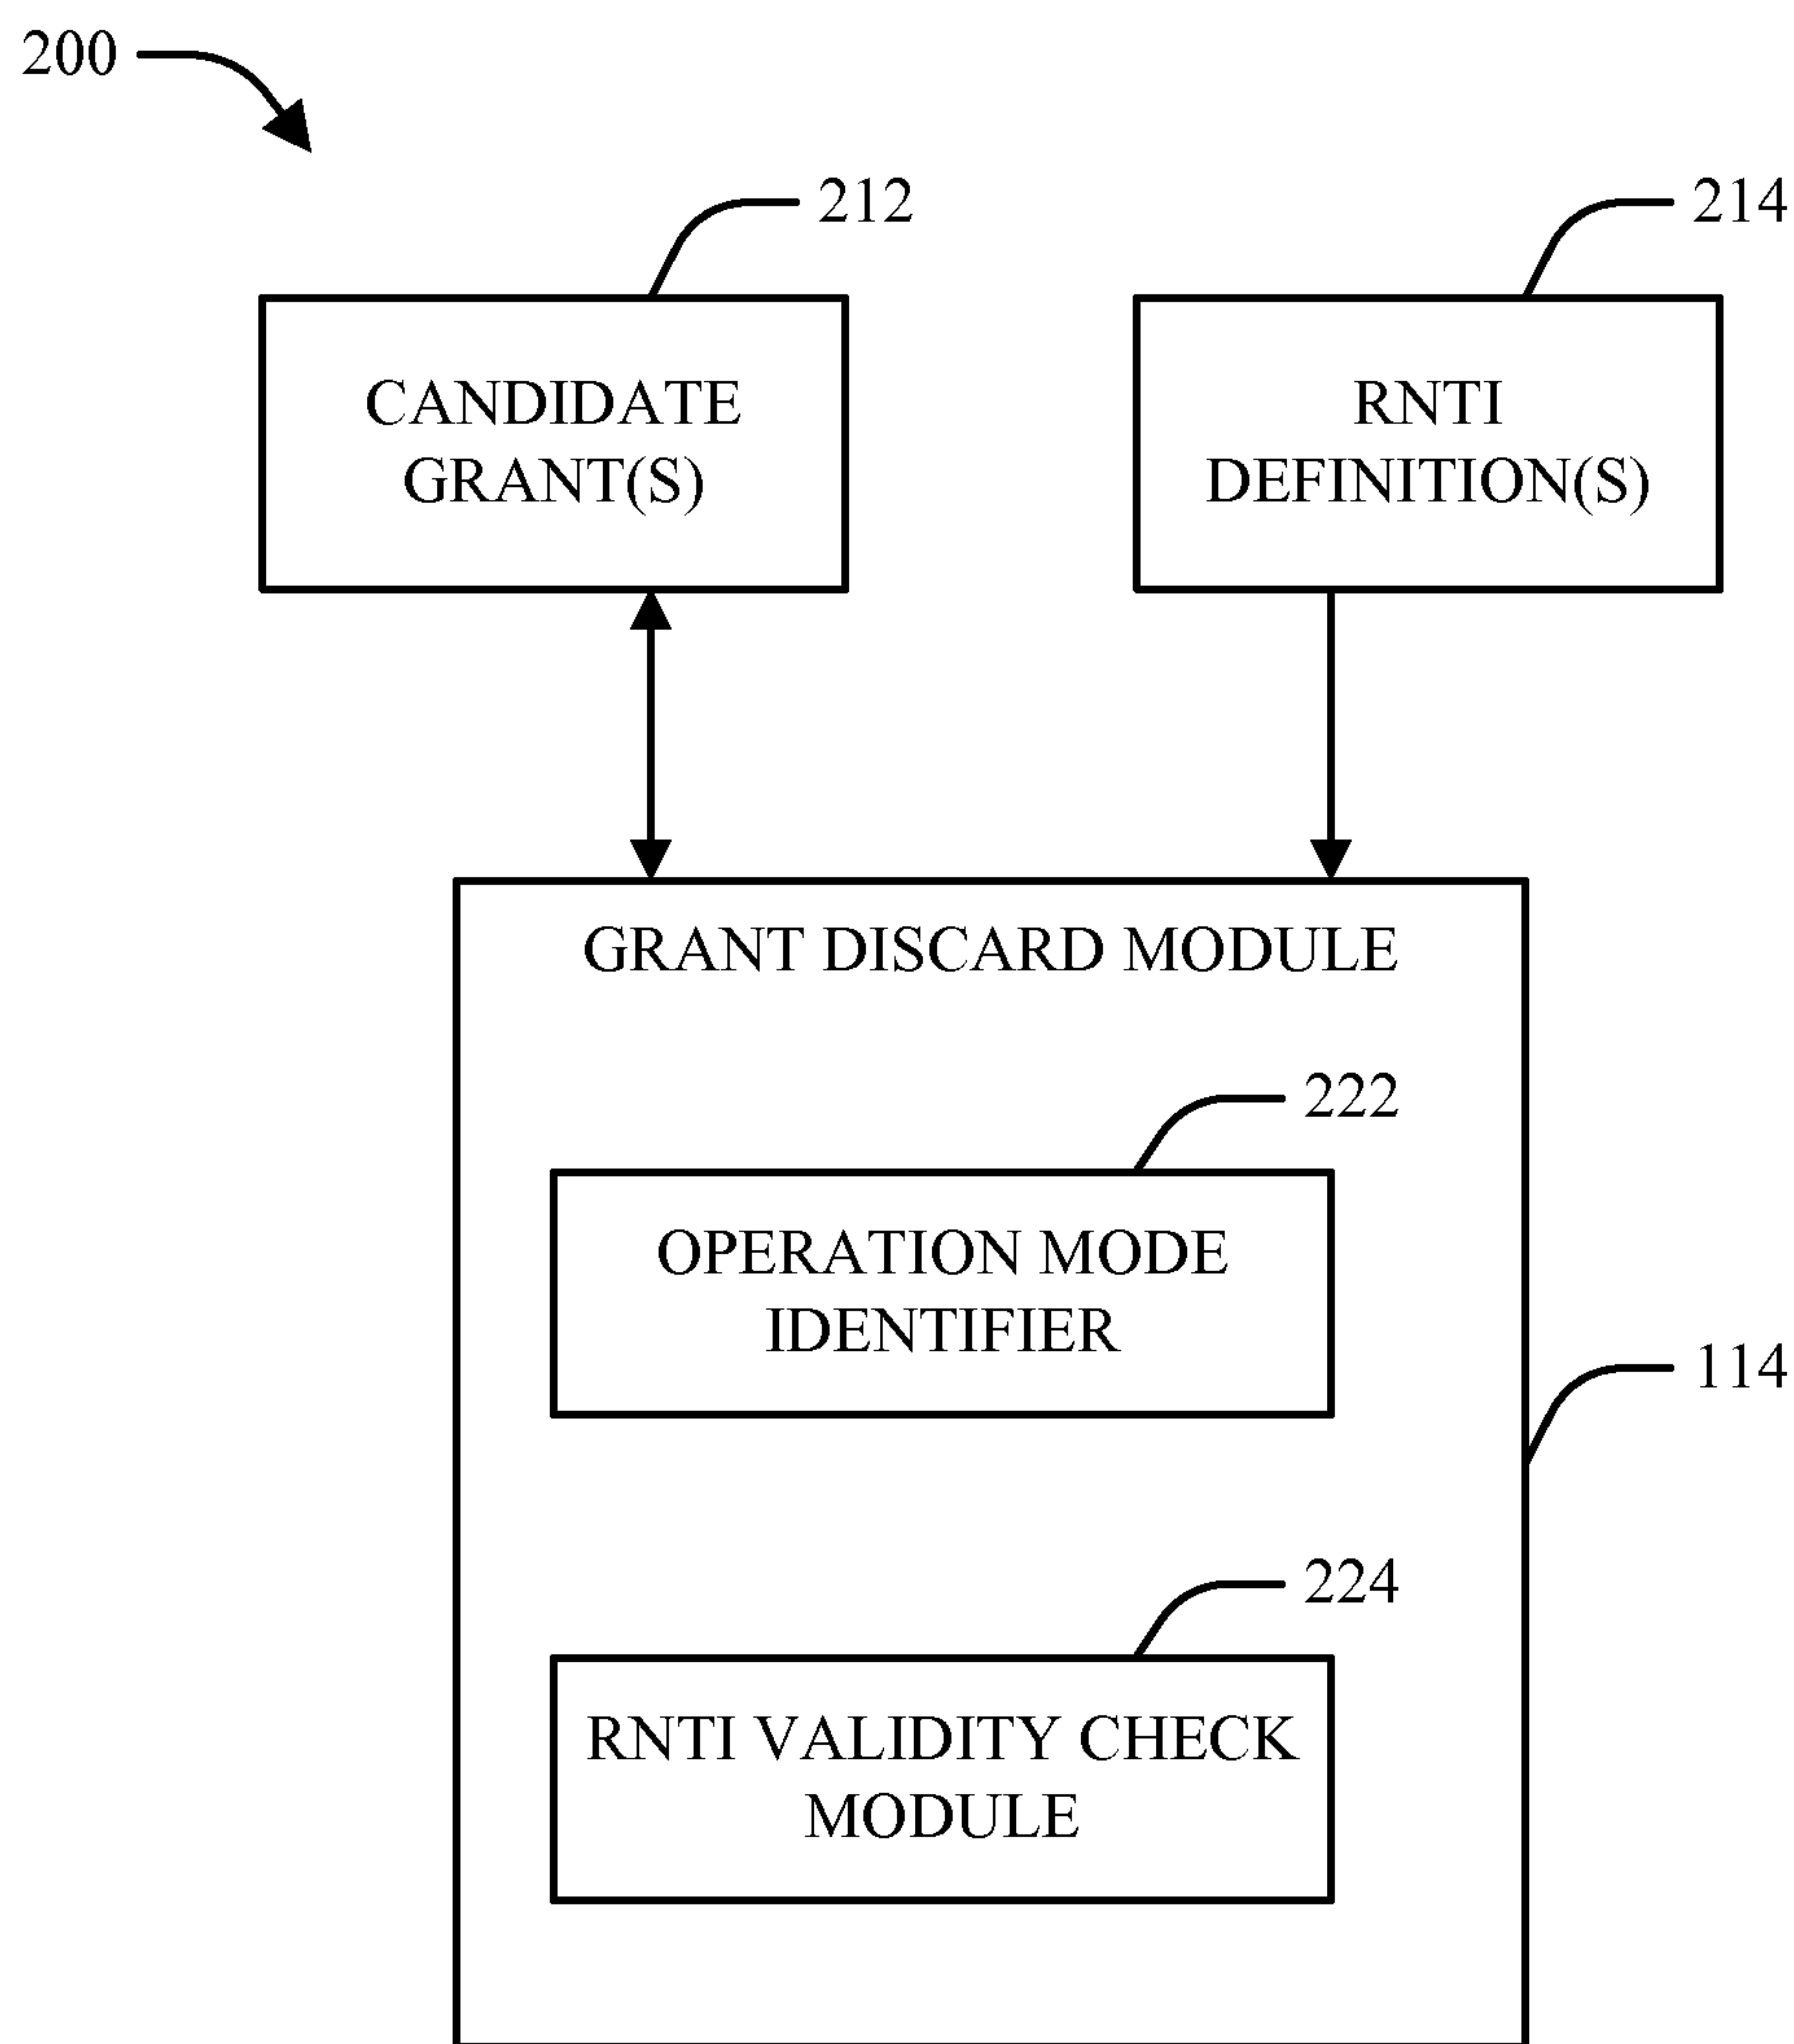 200
212
214
CANDIDATE
GRANT(S)
RNTI
DEFINITION(S)
GRANT DISCARD MODULE
222
OPERATION MODE
IDENTIFIER
114
224
RNTI VALIDITY CHECK
MODULE